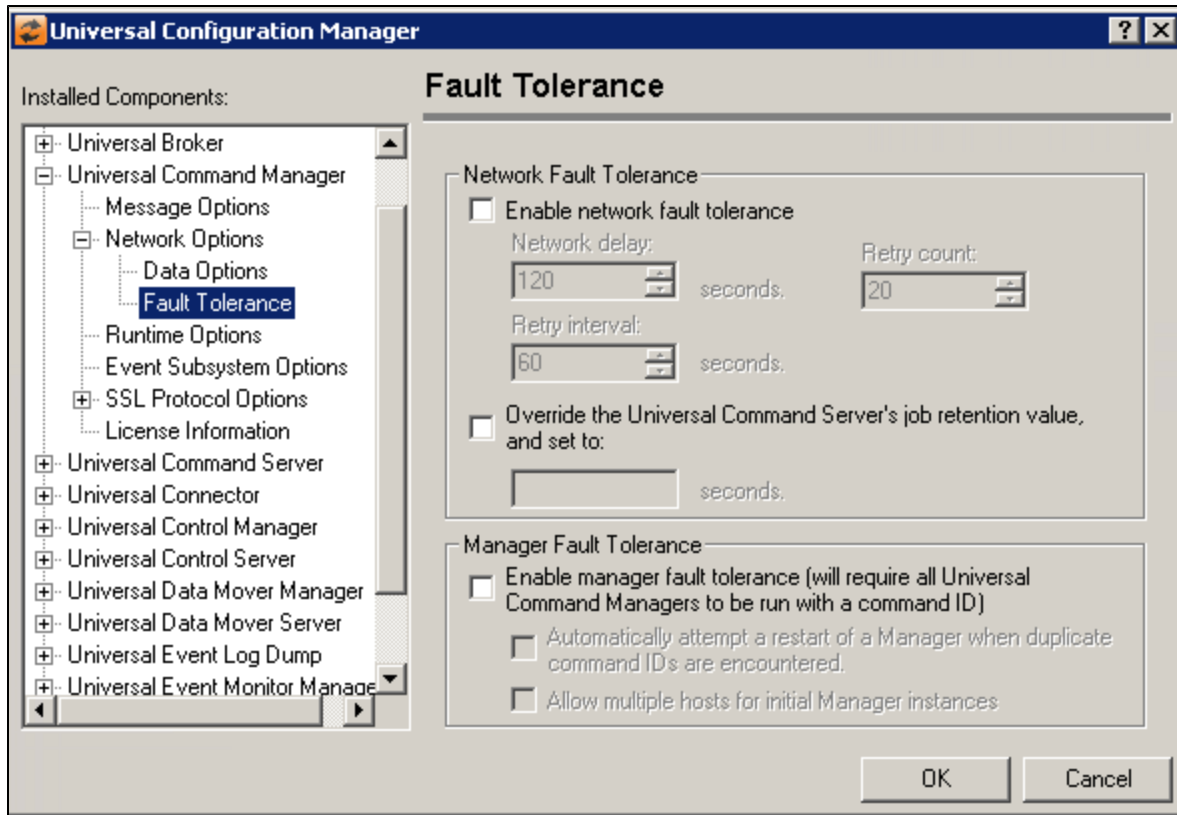 Universal Configuration Manager
Installed Components:
Universal Broker
Universal Command Manager
Message Options
Network Options
Data Options
Fault Tolerance
Runtime Options
Event Subsystem Options
SSL Protocol Options
License Information
Universal Command Server
Universal Connector
Universal Control Manager
Universal Control Server
Universal Data Mover Manager
Universal Data Mover Server
Universal Event Log Dump
Universal Event Monitor Manage
Fault Tolerance
Network Fault Tolerance
Enable network fault tolerance
Network delay:
120
seconds.
Retry count:
20
Retry interval:
60
seconds.
Override the Universal Command Server's job retention value,
and set to:
seconds.
Manager Fault Tolerance
Enable manager fault tolerance (will require all Universal
Command Managers to be run with a command ID)
Automatically attempt a restart of a Manager when duplicate
command IDs are encountered.
Allow multiple hosts for initial Manager instances
OK
Cancel